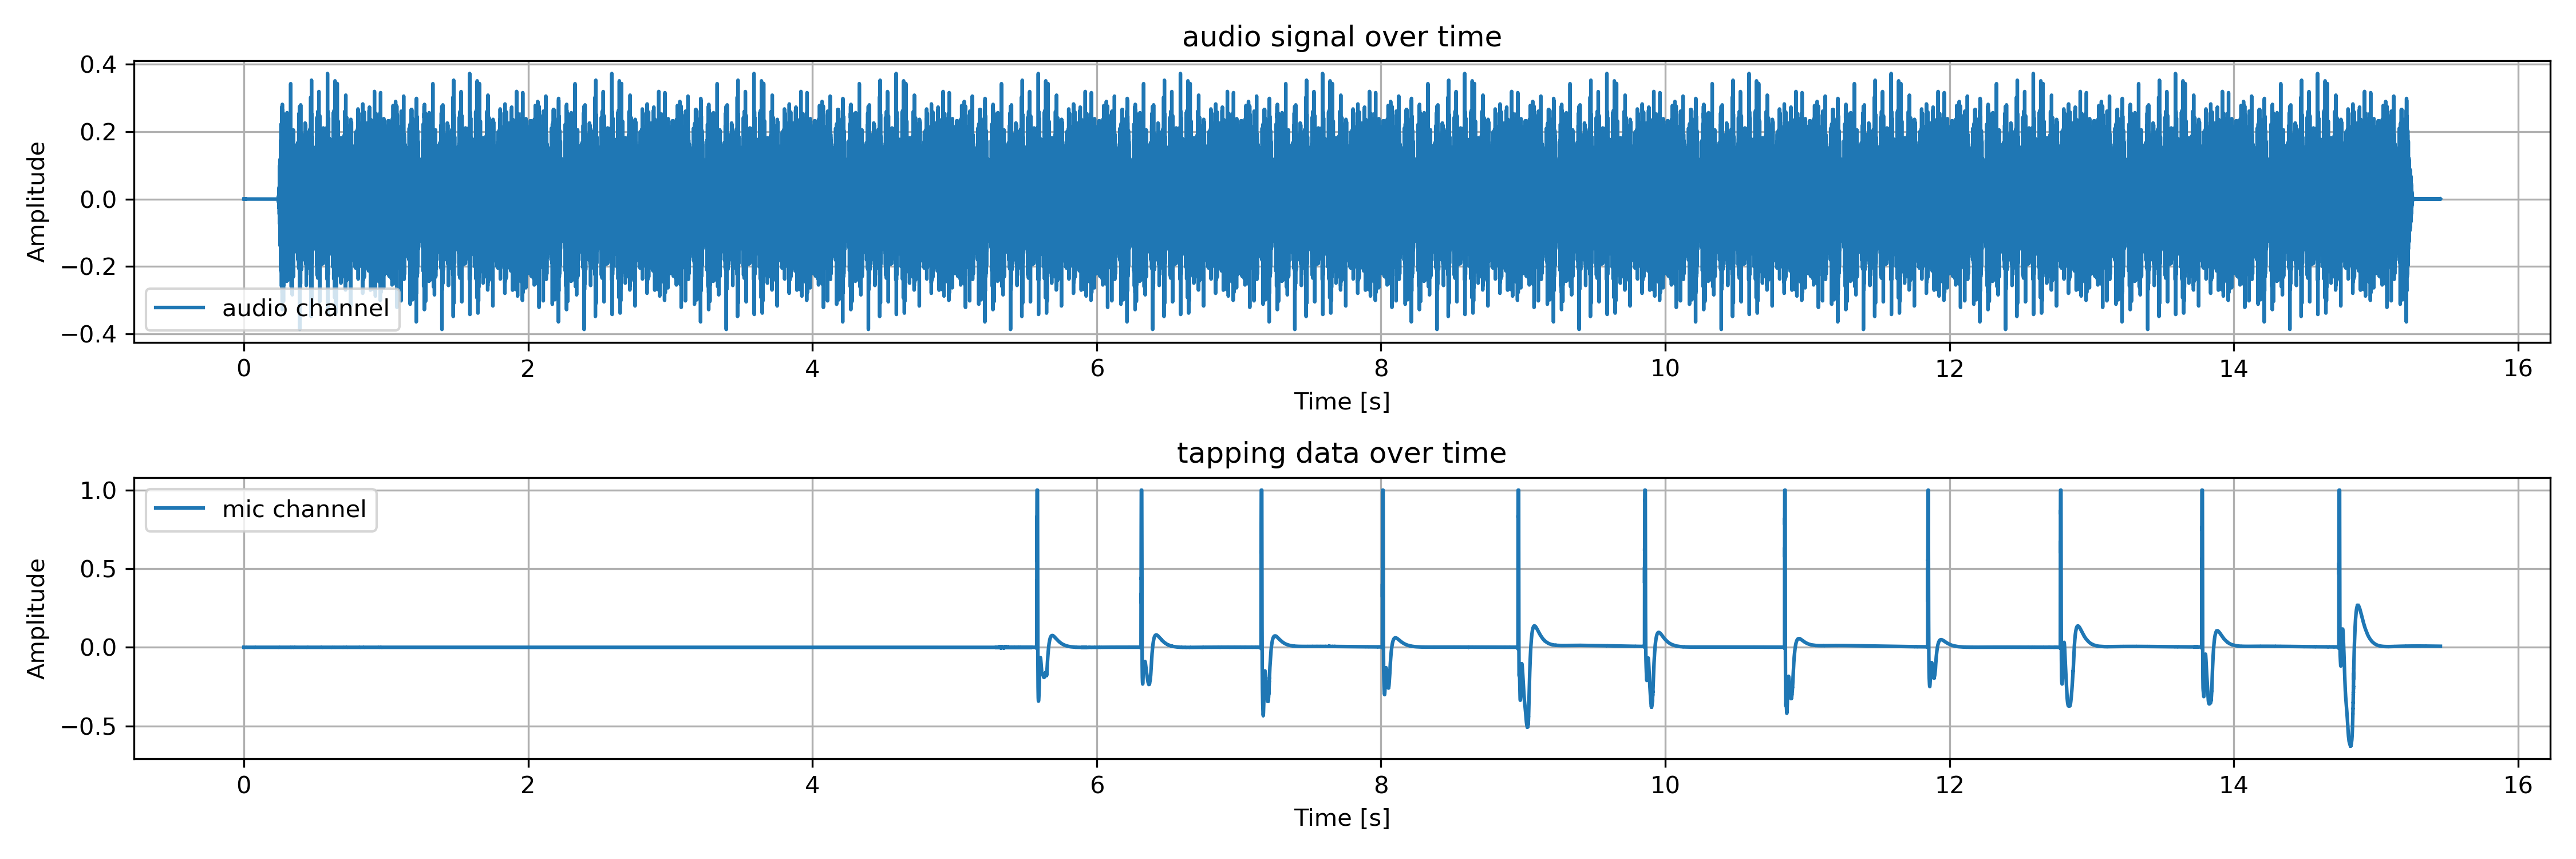 audio signal over time
0.4
0.2
0.0
−0.2
−0.4
Amplitude
audio channel
0 2 4 6 8 10 12 14 16
Time [s]
tapping data over time
1.0
0.5
0.0
−0.5
Amplitude
mic channel
0 2 4 6 8 10 12 14 16
Time [s]